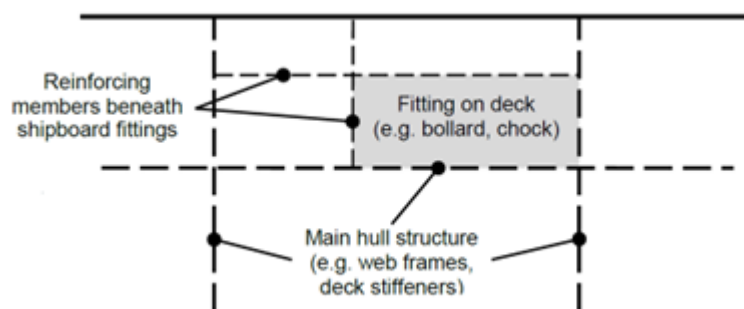 Reinforcing
members beneath
shipboard fittings
Fitting on deck
(e.g. bollard, chock)
Main hull structure
(e.g. web frames,
deck stiffeners)